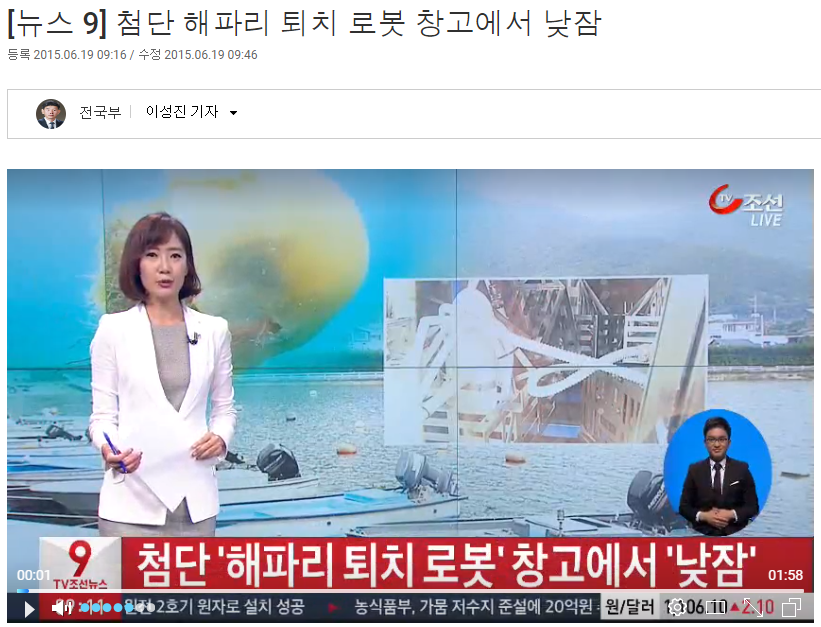 [뉴스 9] 첨단 해파리 퇴치 로봇 창고에서 낮잠
등록 2015.06.19 09:16 / 수정 2015.06.19 09:46
전국부 이성진 기자
TV 조선
LIVE
9
TV조선뉴스
첨단 '해파리 퇴치 로봇' 창고에서 '낮잠'
00:01
01:58
원전 2호기 원자로 설치 성공 ▶ 농식품부, 가뭄 저수지 준설에 20억원
원/달러 ▲2.10